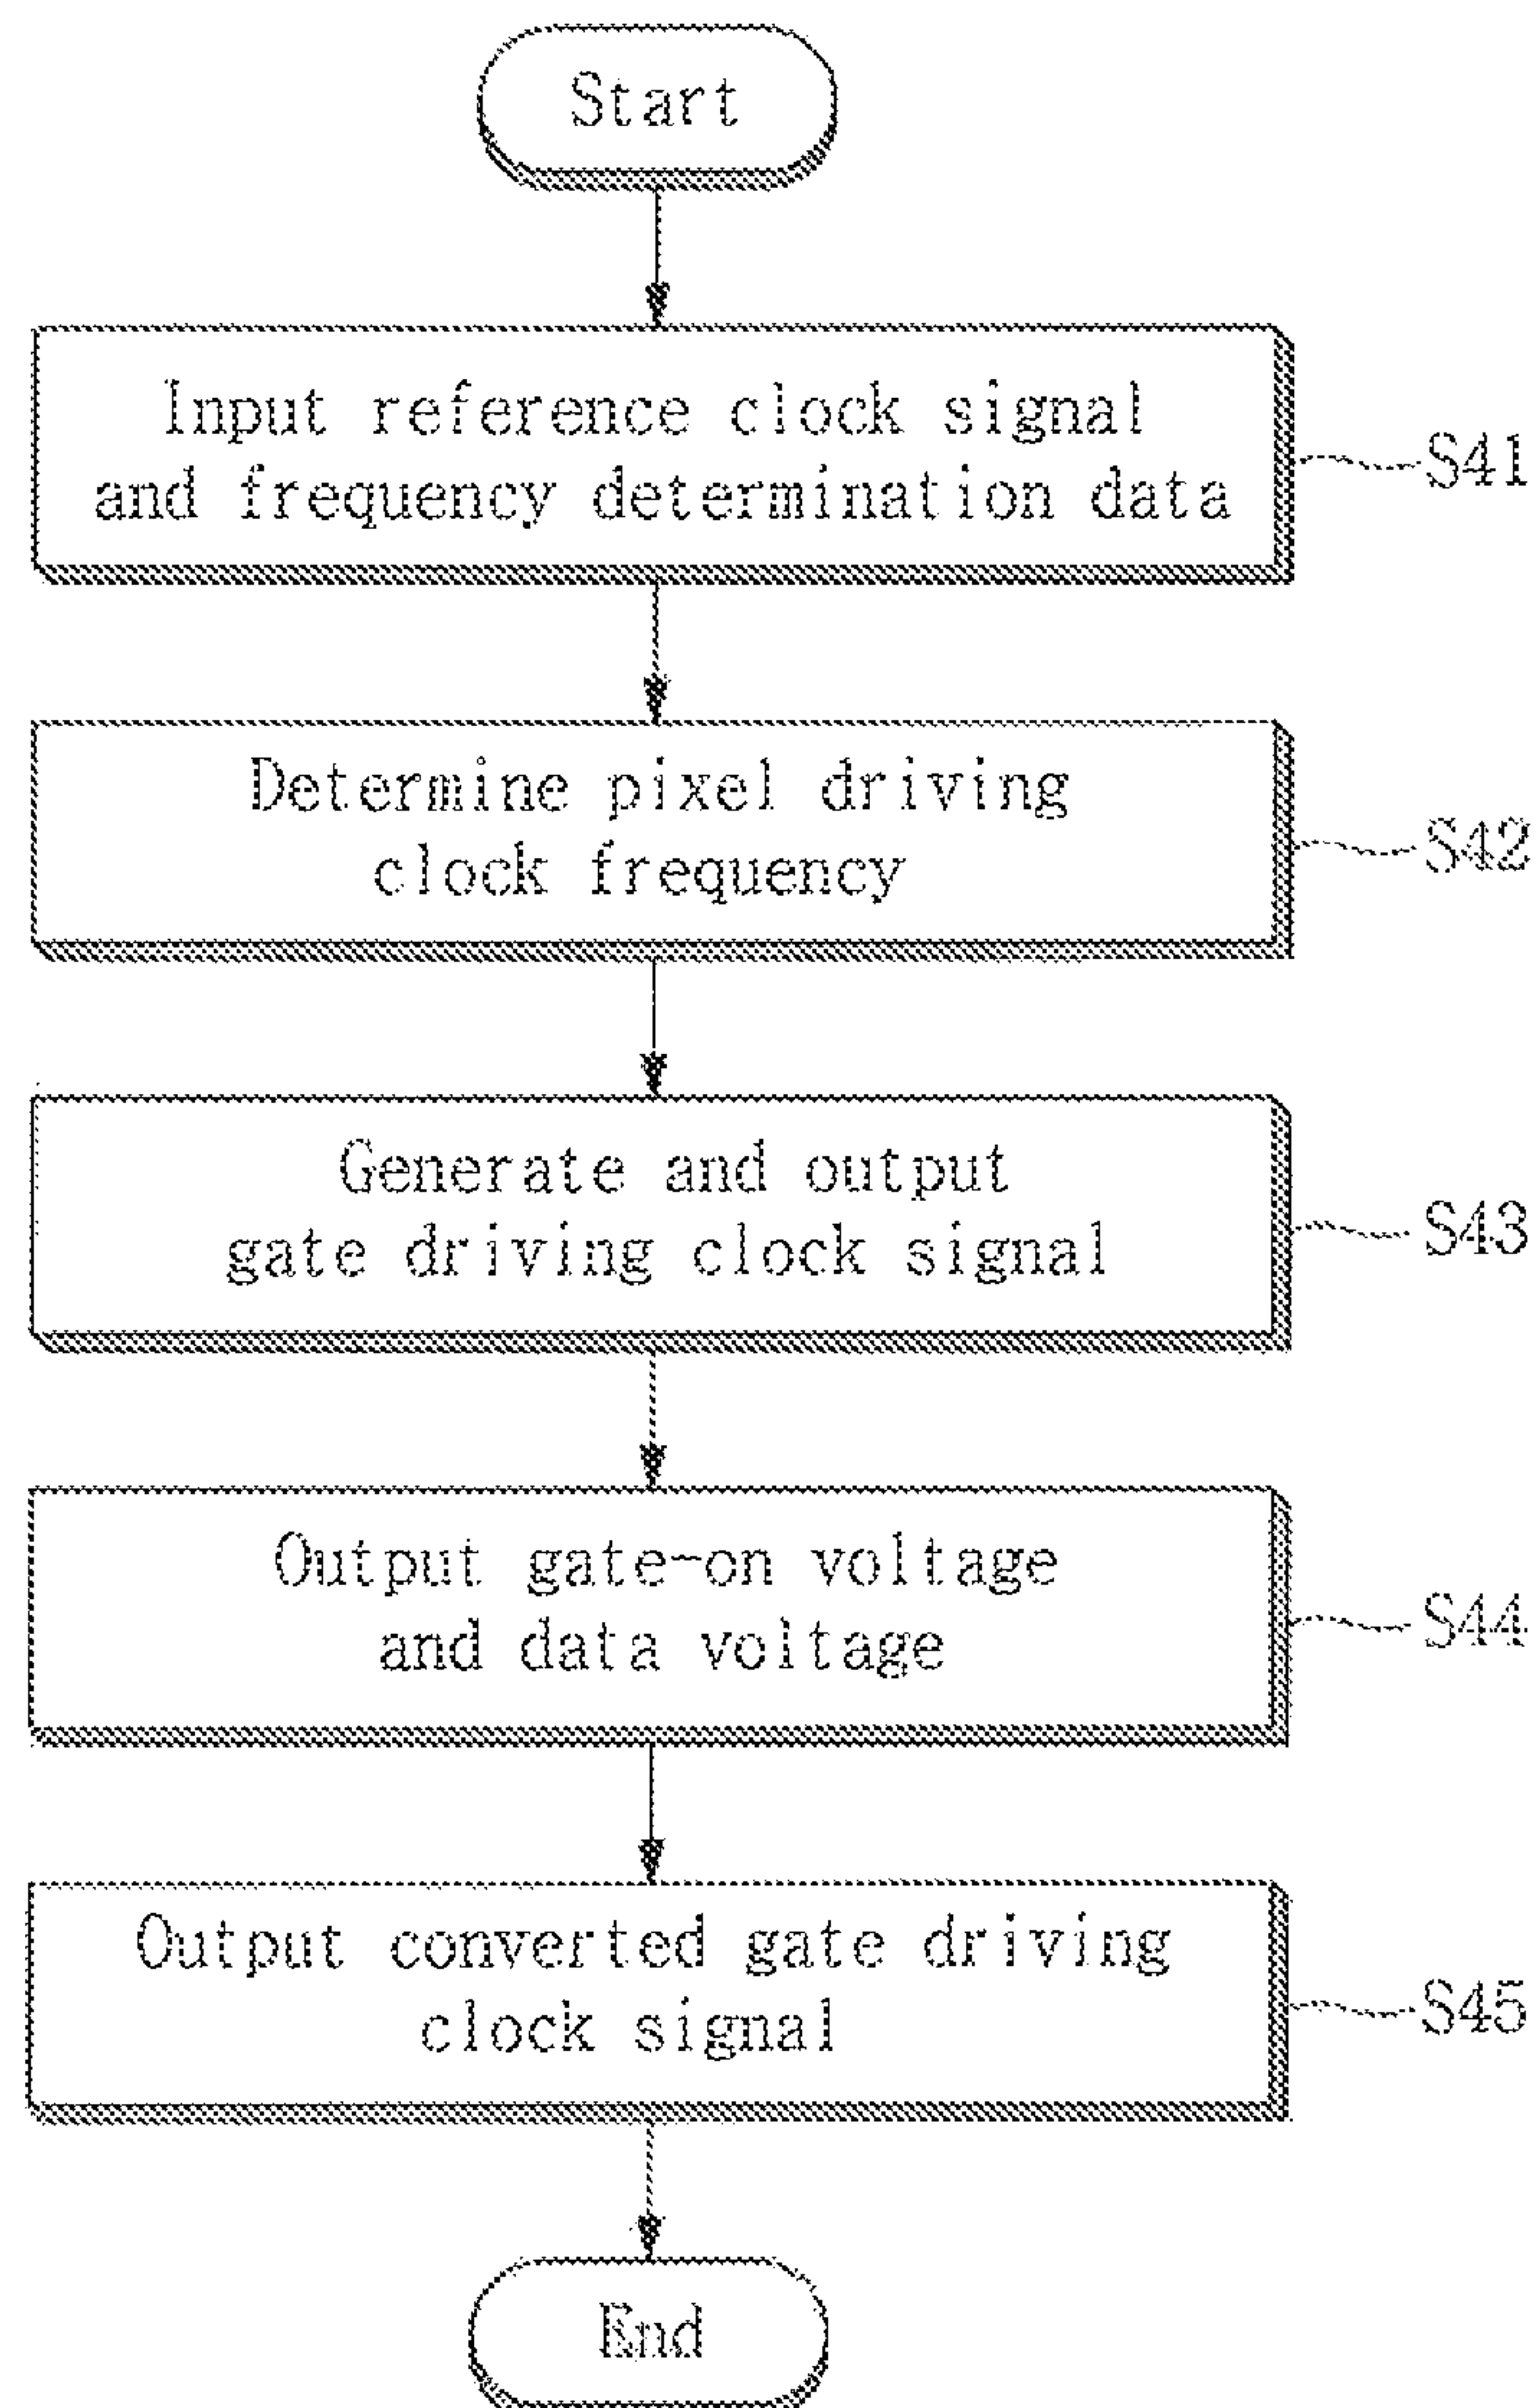 Start
Input reference clock signal
and frequency determination data
S41
Determine pixel driving
clock frequency
S42
Generate and output
gate driving clock signal
S43
Output gate-on voltage
and data voltage
S44
Output converted gate driving
clock signal
S45
End